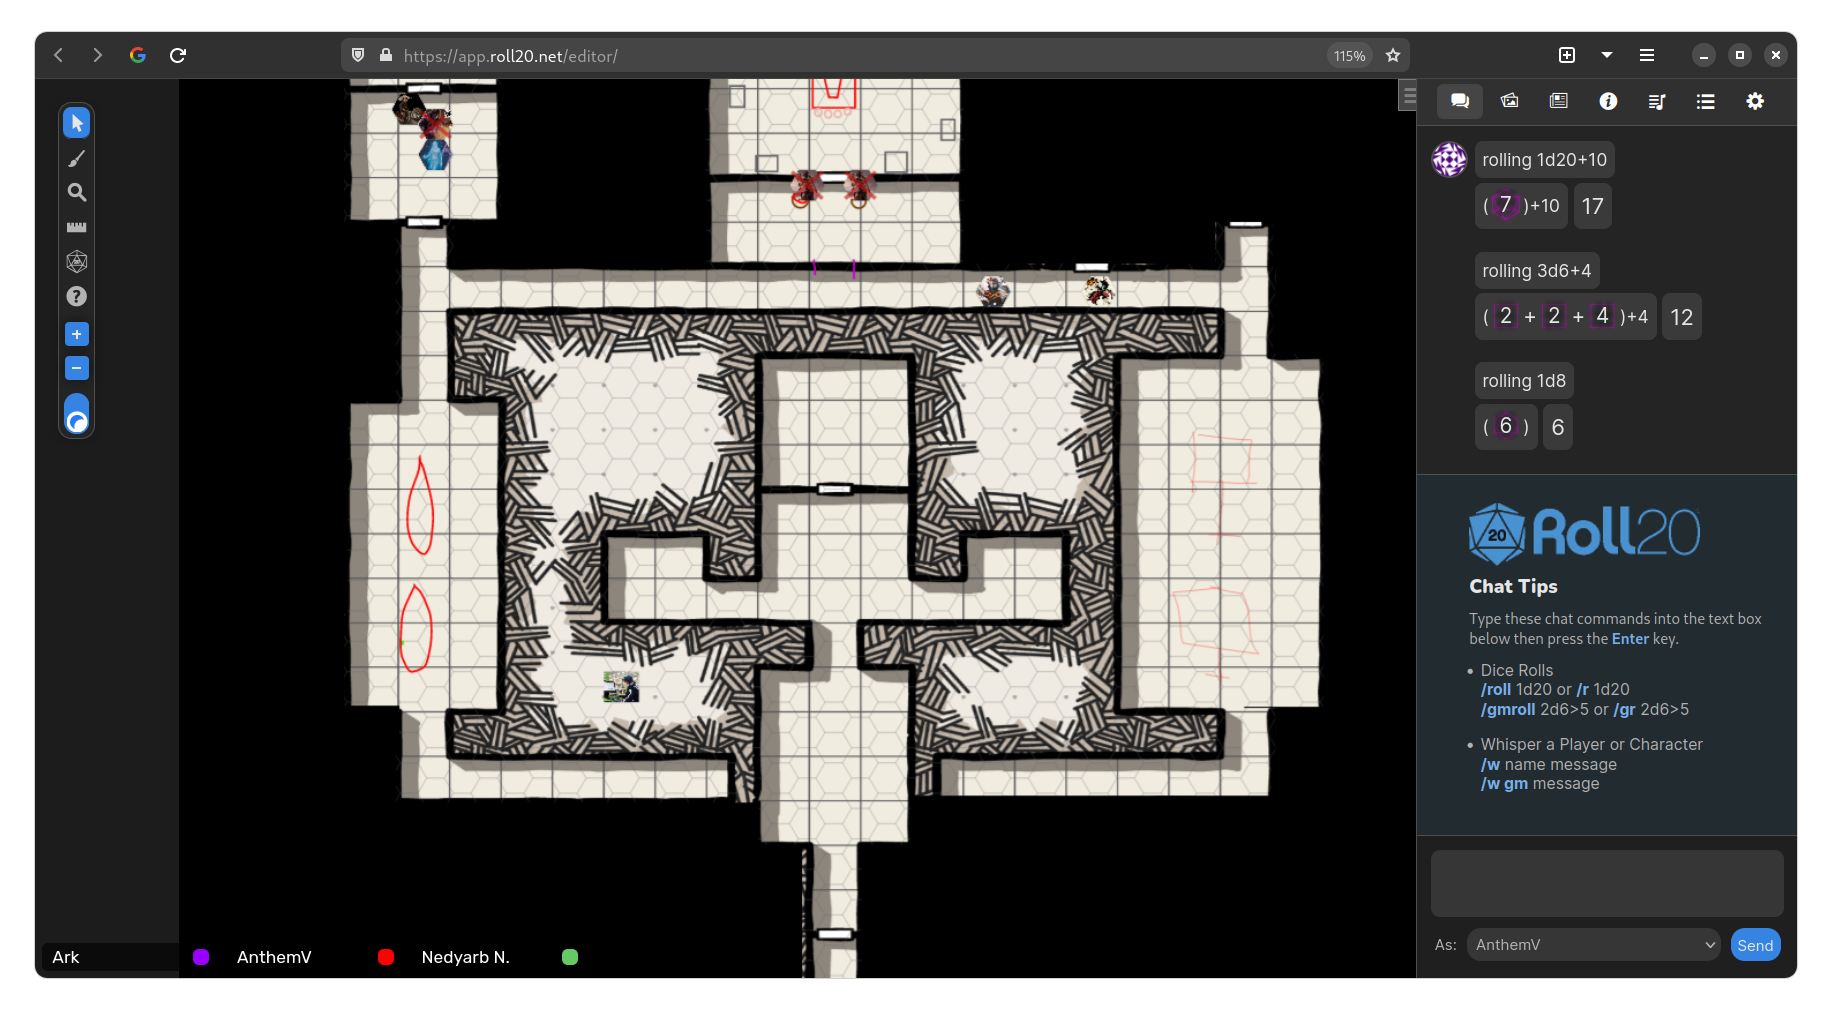 https://app.roll20.net/editor/
115%
rolling 1d20+10
(7)+10 17
rolling 3d6+4
(2 + 2 + 4)+4 12
rolling 1d8
(6) 6
20 Roll20
Chat Tips
Type these chat commands into the text box
below then press the Enter key.
• Dice Rolls
/roll 1d20 or /r 1d20
/gmroll 2d6>5 or /gr 2d6>5
• Whisper a Player or Character
/w name message
/w gm message
As: AnthemV Send
Ark AnthemV Nedyarb N.